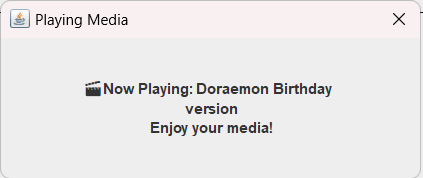 Playing Media
🎬Now Playing: Doraemon Birthday
version
Enjoy your media!